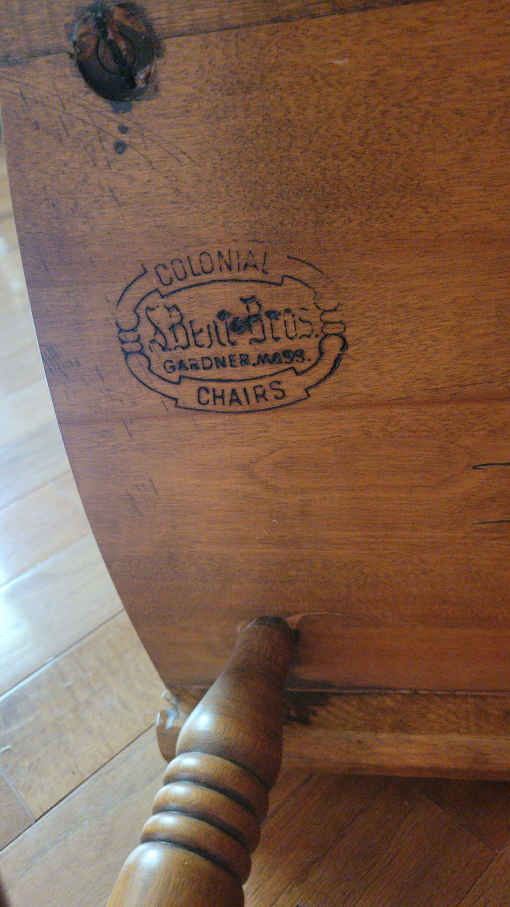 COLONIAL
S. Bent & Bros.
GARDNER, MASS.
CHAIRS